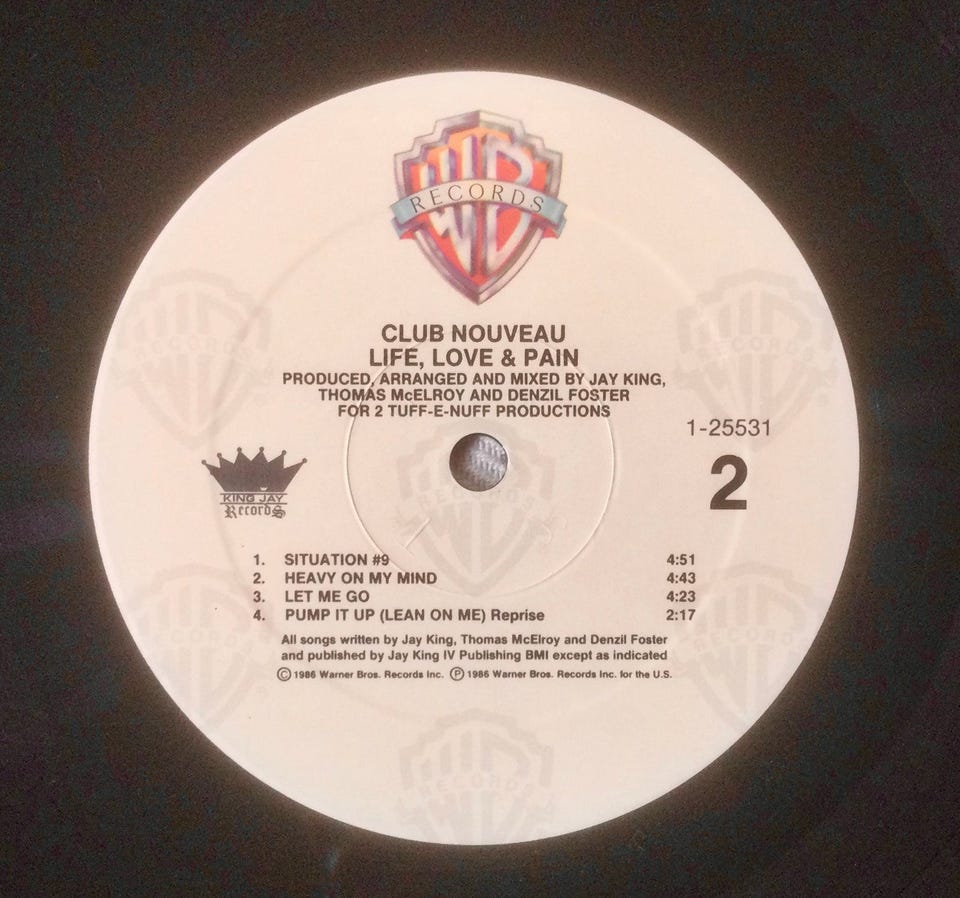 WB
RECORDS
CLUB NOUVEAU
LIFE, LOVE & PAIN
PRODUCED, ARRANGED AND MIXED BY JAY KING,
THOMAS McELROY AND DENZIL FOSTER
FOR 2 TUFF-E-NUFF PRODUCTIONS
1-25531
2
KING JAY
Records
1. SITUATION #9 4:51
2. HEAVY ON MY MIND 4:43
3. LET ME GO 4:23
4. PUMP IT UP (LEAN ON ME) Reprise 2:17
All songs written by Jay King, Thomas McElroy and Denzil Foster
and published by Jay King IV Publishing BMI except as indicated
© 1986 Warner Bros. Records Inc. ℗ 1986 Warner Bros. Records Inc. for the U.S.